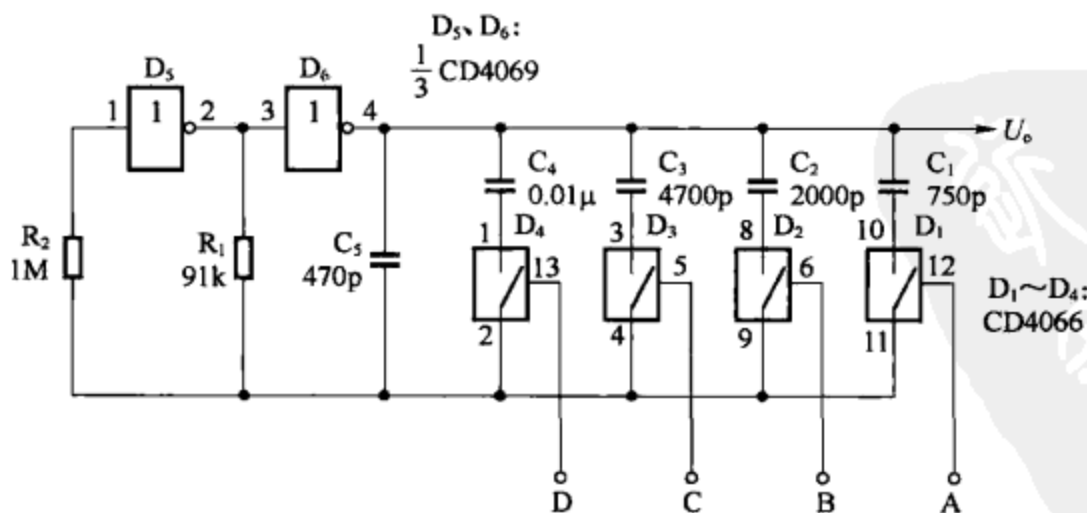 D₅、D₆:
1/3 CD4069
D₅
D₆
1
1
2
3
1
4
Uₒ
C₄
0.01μ
C₃
4700p
C₂
2000p
C₁
750p
R₂
1M
R₁
91k
C₅
470p
1
D₄
13
2
3
D₃
5
4
8
D₂
6
9
10
D₁
12
11
D₁～D₄:
CD4066
D
C
B
A